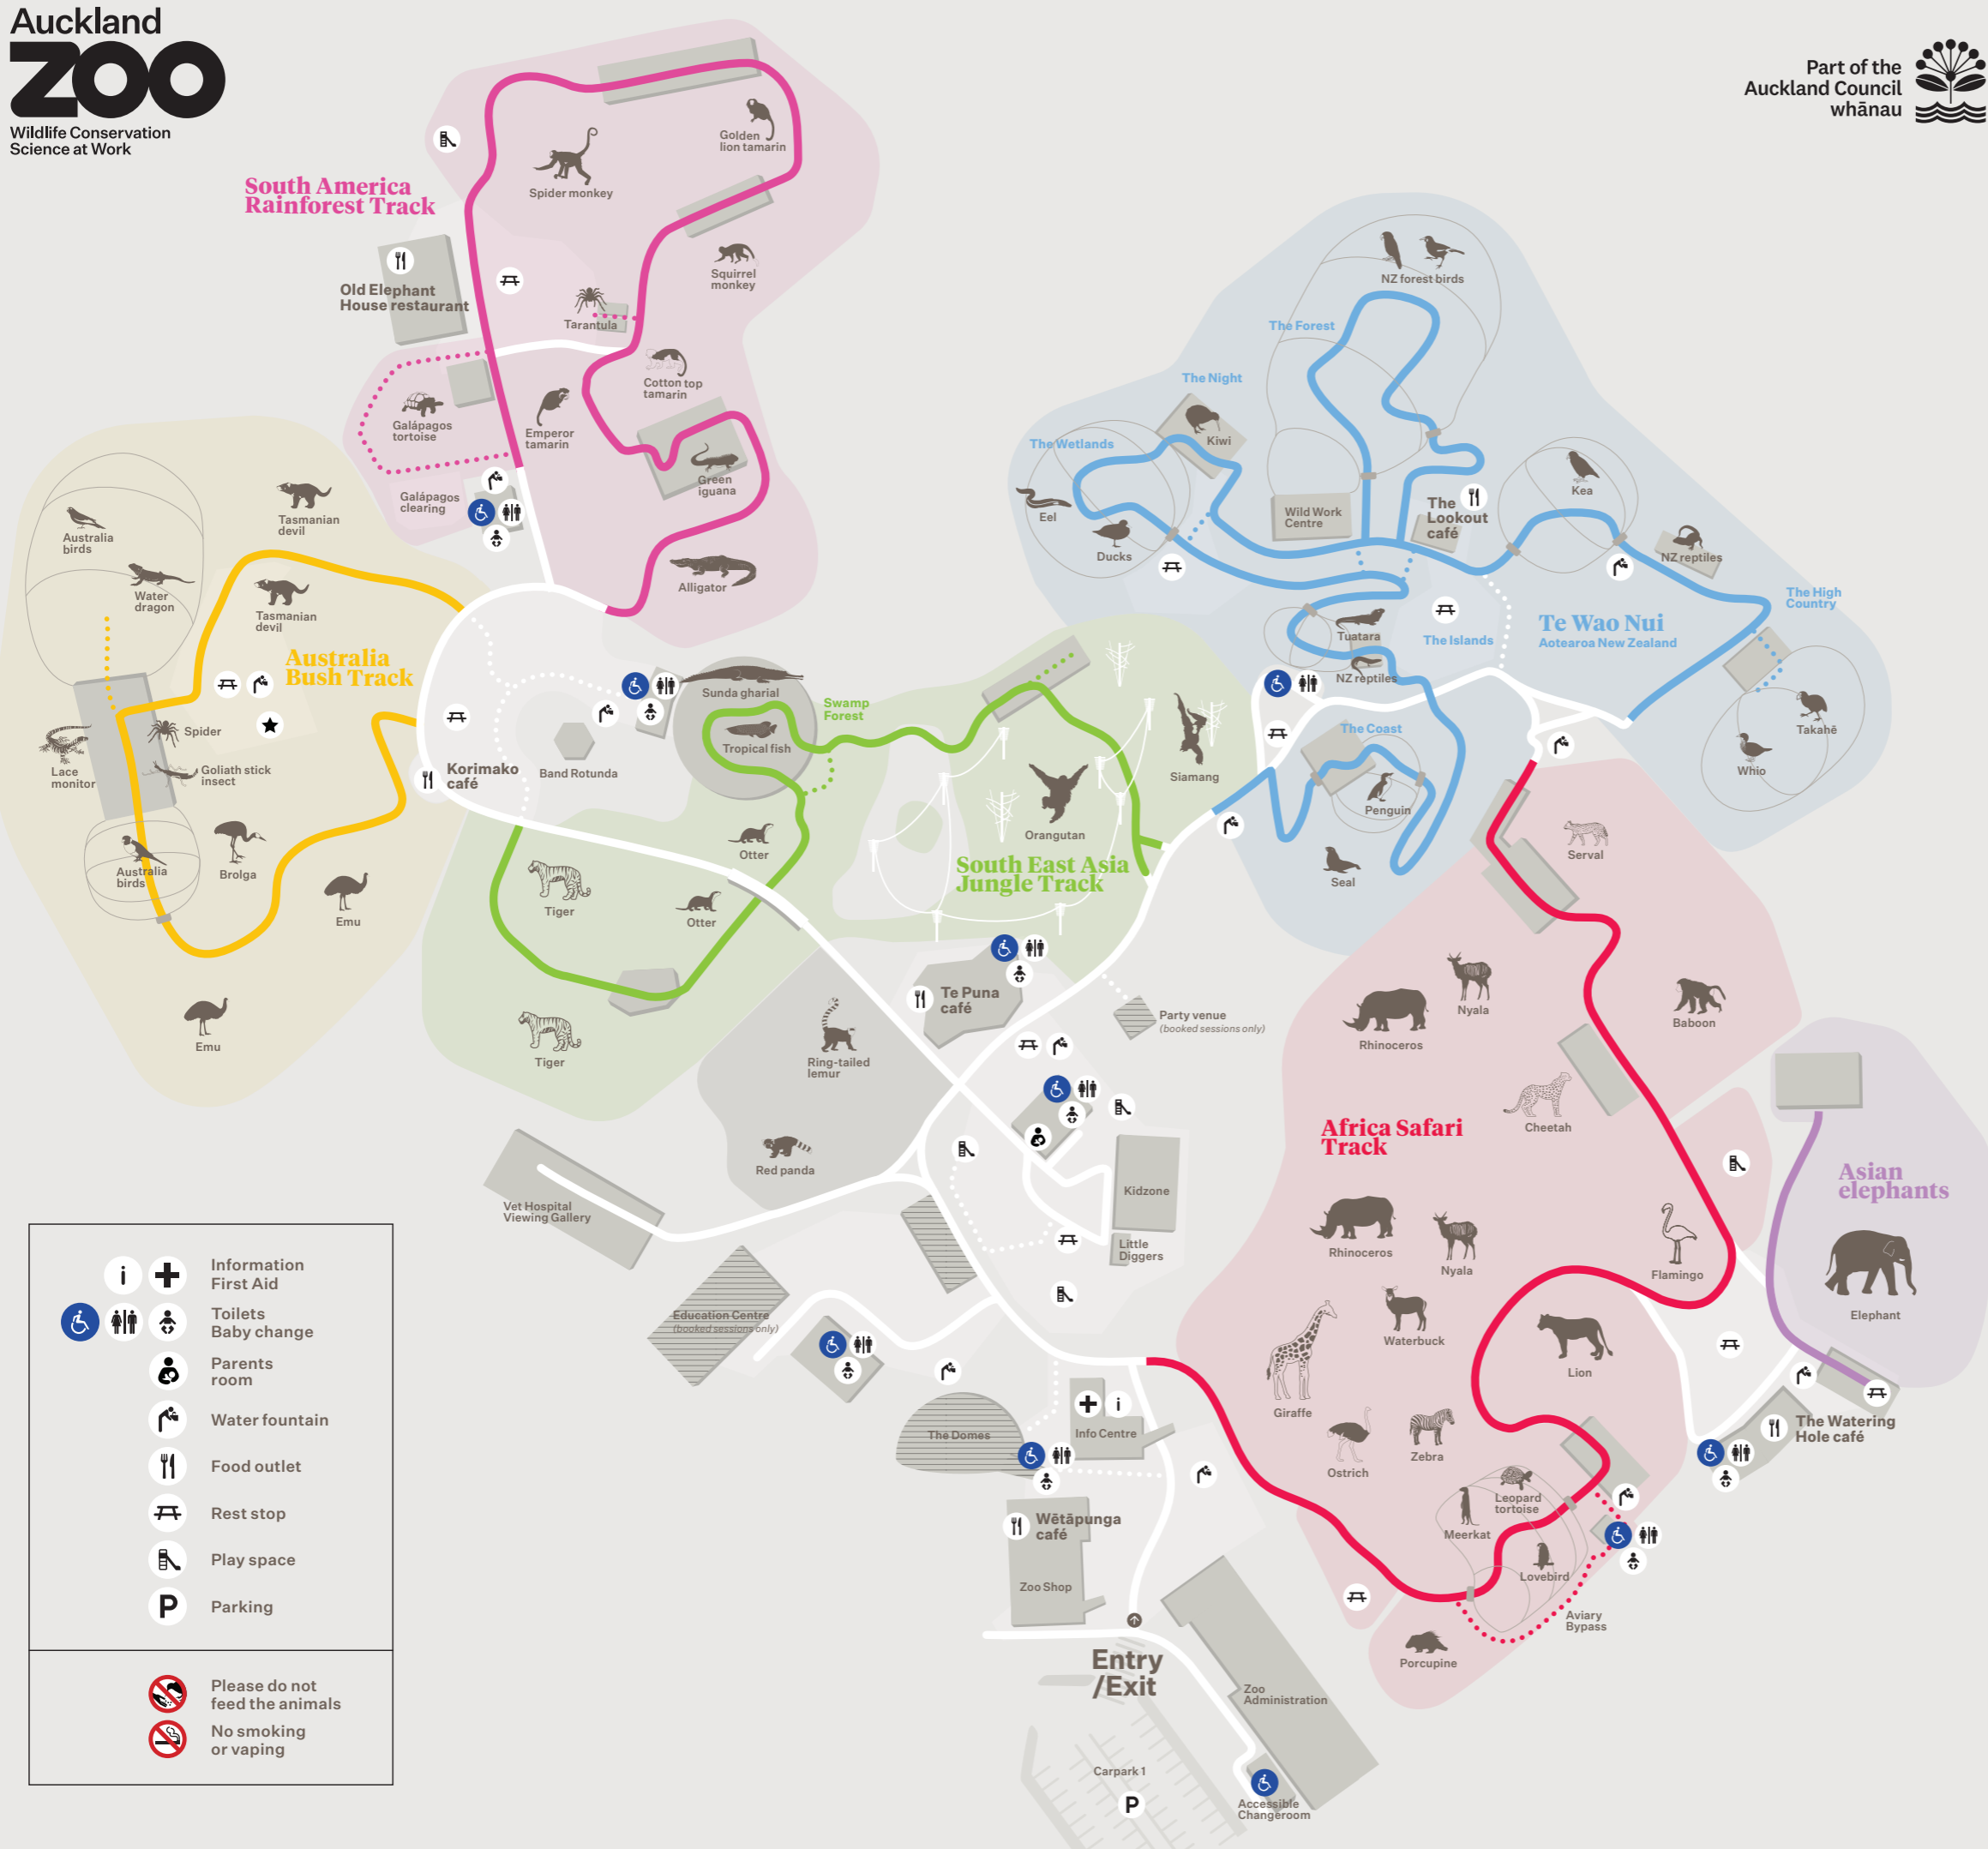 Auckland
ZOO
Wildlife Conservation
Science at Work
Part of the
Auckland Council
whānau
South America
Rainforest Track
Golden
lion tamarin
Spider monkey
Squirrel
monkey
Old Elephant
House restaurant
Tarantula
Cotton top
tamarin
Galápagos
tortoise
Emperor
tamarin
Green
iguana
Galápagos
clearing
Alligator
NZ forest birds
The Forest
The Night
Kiwi
The Wetlands
Eel
Ducks
Wild Work
Centre
The
Lookout
café
Kea
NZ reptiles
The High
Country
Te Wao Nui
Aotearoa New Zealand
Tuatara
The Islands
NZ reptiles
The Coast
Penguin
Seal
Takahē
Whio
Tasmanian
devil
Australia
birds
Water
dragon
Tasmanian
devil
Australia
Bush Track
Spider
Lace
monitor
Goliath stick
insect
Australia
birds
Brolga
Emu
Emu
Korimako
café
Band Rotunda
Sunda gharial
Tropical fish
Swamp
Forest
Siamang
Orangutan
South East Asia
Jungle Track
Otter
Otter
Tiger
Tiger
Te Puna
café
Party venue
(booked sessions only)
Ring-tailed
lemur
Red panda
Vet Hospital
Viewing Gallery
Kidzone
Little
Diggers
Education Centre
(booked sessions only)
The Domes
i
Info Centre
Wētāpunga
café
Zoo Shop
Entry
/Exit
Zoo
Administration
Carpark 1
P
Accessible
Changeroom
Serval
Nyala
Rhinoceros
Baboon
Cheetah
Africa Safari
Track
Rhinoceros
Nyala
Flamingo
Waterbuck
Giraffe
Lion
Ostrich
Zebra
Leopard
tortoise
Meerkat
Lovebird
Aviary
Bypass
Porcupine
Asian
elephants
Elephant
The Watering
Hole café
i
Information
First Aid
Toilets
Baby change
Parents
room
Water fountain
Food outlet
Rest stop
Play space
P
Parking
Please do not
feed the animals
No smoking
or vaping